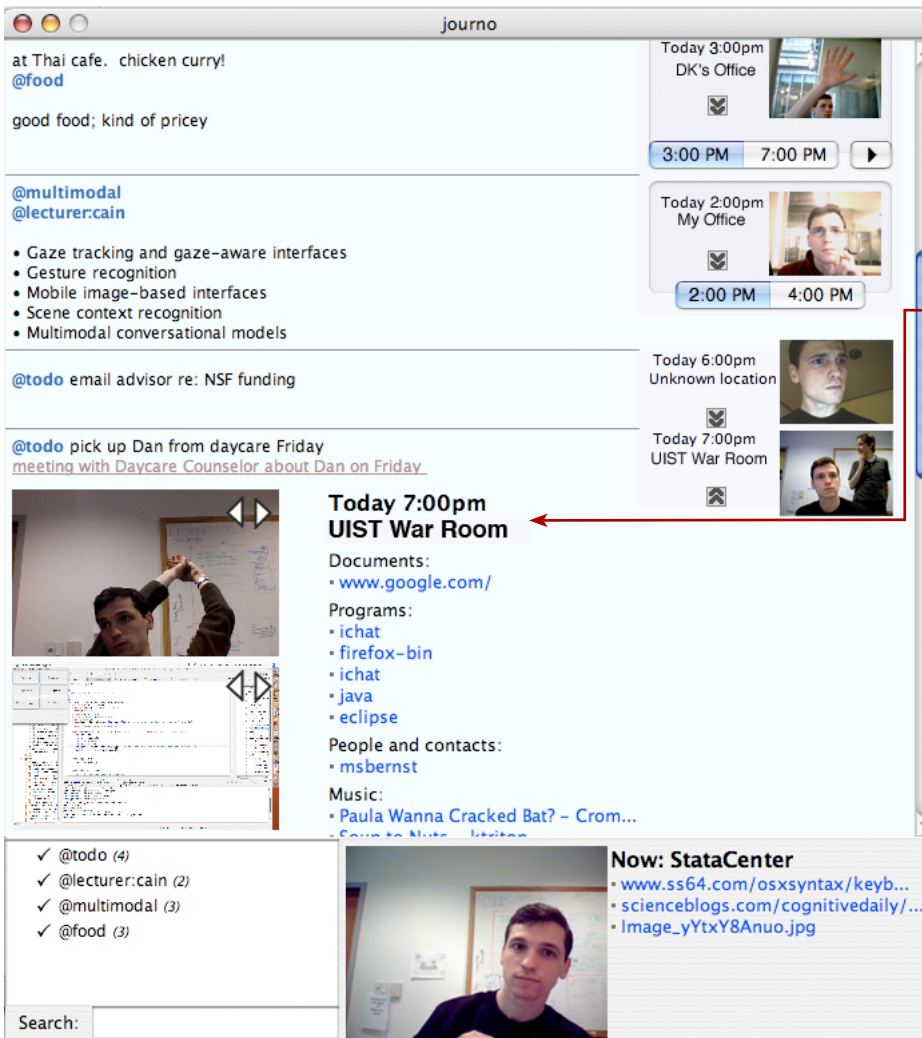 journo
at Thai cafe. chicken curry!
@food
good food; kind of pricey
Today 3:00pm
DK's Office
3:00 PM 7:00 PM
@multimodal
@lecturer:cain
• Gaze tracking and gaze-aware interfaces
• Gesture recognition
• Mobile image-based interfaces
• Scene context recognition
• Multimodal conversational models
Today 2:00pm
My Office
2:00 PM 4:00 PM
@todo email advisor re: NSF funding
Today 6:00pm
Unknown location
@todo pick up Dan from daycare Friday
meeting with Daycare Counselor about Dan on Friday
Today 7:00pm
UIST War Room
Today 7:00pm
UIST War Room
Documents:
www.google.com/
Programs:
ichat
firefox-bin
ichat
java
eclipse
People and contacts:
msbernst
Music:
Paula Wanna Cracked Bat? – Crom...
Soup to Nuts – ktriton
✓ @todo (4)
✓ @lecturer:cain (2)
✓ @multimodal (3)
✓ @food (3)
Search:
Now: StataCenter
www.ss64.com/osxsyntax/keyb...
scienceblogs.com/cognitivedaily/...
Image_yYtxY8Anuo.jpg